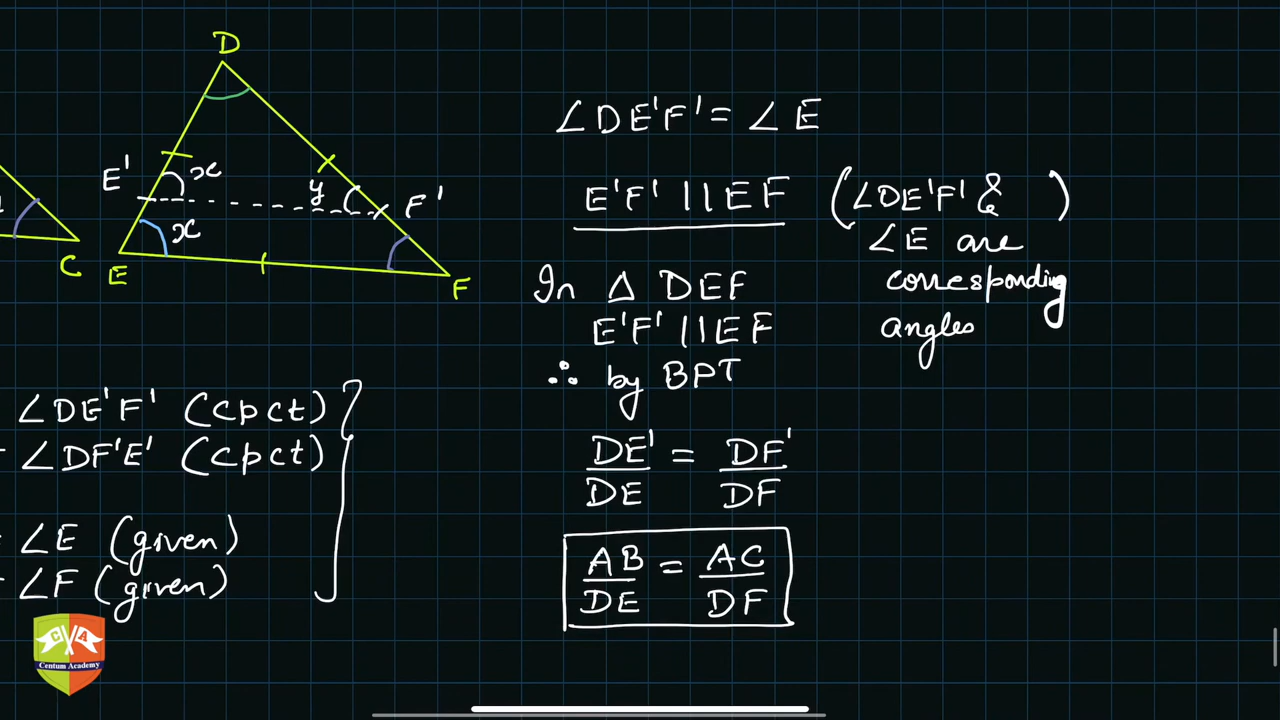 D
E'
x
y
F'
x
C
E
F
∠DE'F' (cpct)
∠DF'E' (cpct)
∠E (given)
∠F (given)
∠DE'F' = ∠E
E'F' || EF (∠DE'F' & )
∠E are
corresponding
angles
In Δ DEF
E'F' || EF
∴ by BPT
DE'/DE = DF'/DF
AB/DE = AC/DF
CA
Centum Academy